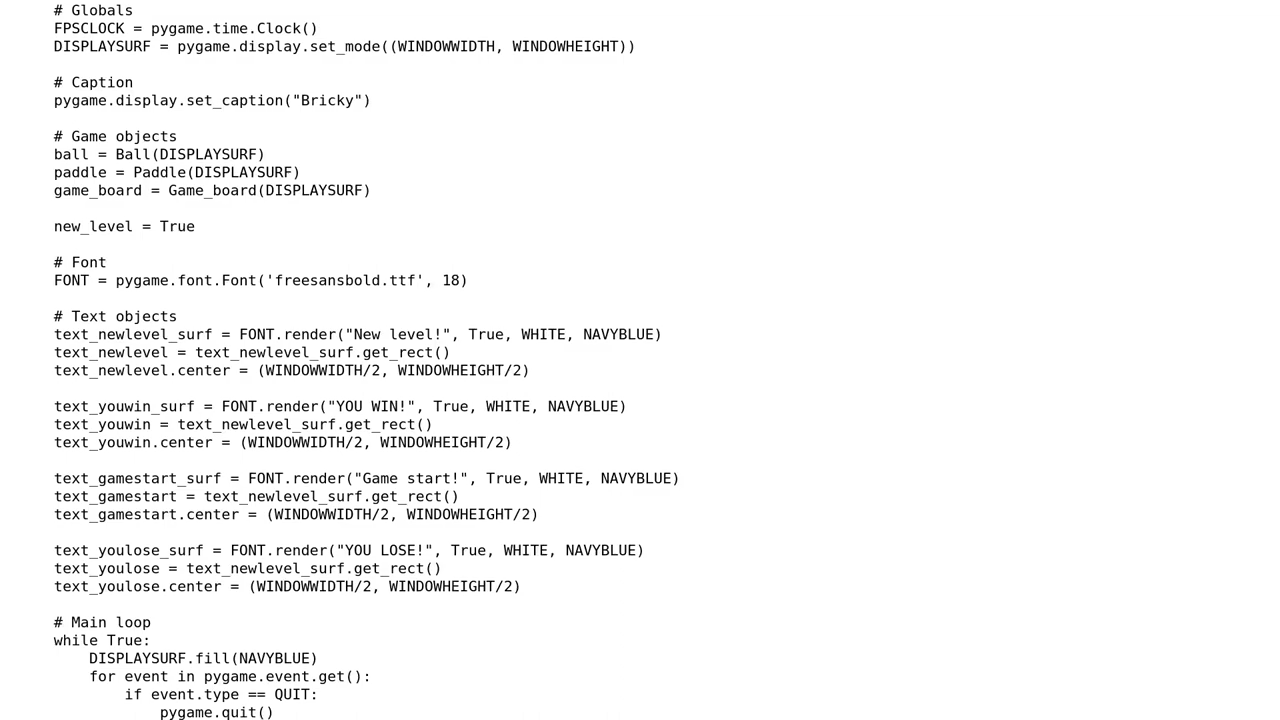 # Globals
FPSCLOCK = pygame.time.Clock()
DISPLAYSURF = pygame.display.set_mode((WINDOWWIDTH, WINDOWHEIGHT))

# Caption
pygame.display.set_caption("Bricky")

# Game objects
ball = Ball(DISPLAYSURF)
paddle = Paddle(DISPLAYSURF)
game_board = Game_board(DISPLAYSURF)

new_level = True

# Font
FONT = pygame.font.Font('freesansbold.ttf', 18)

# Text objects
text_newlevel_surf = FONT.render("New level!", True, WHITE, NAVYBLUE)
text_newlevel = text_newlevel_surf.get_rect()
text_newlevel.center = (WINDOWWIDTH/2, WINDOWHEIGHT/2)

text_youwin_surf = FONT.render("YOU WIN!", True, WHITE, NAVYBLUE)
text_youwin = text_newlevel_surf.get_rect()
text_youwin.center = (WINDOWWIDTH/2, WINDOWHEIGHT/2)

text_gamestart_surf = FONT.render("Game start!", True, WHITE, NAVYBLUE)
text_gamestart = text_newlevel_surf.get_rect()
text_gamestart.center = (WINDOWWIDTH/2, WINDOWHEIGHT/2)

text_youlose_surf = FONT.render("YOU LOSE!", True, WHITE, NAVYBLUE)
text_youlose = text_newlevel_surf.get_rect()
text_youlose.center = (WINDOWWIDTH/2, WINDOWHEIGHT/2)

# Main loop
while True:
    DISPLAYSURF.fill(NAVYBLUE)
    for event in pygame.event.get():
        if event.type == QUIT:
            pygame.quit()